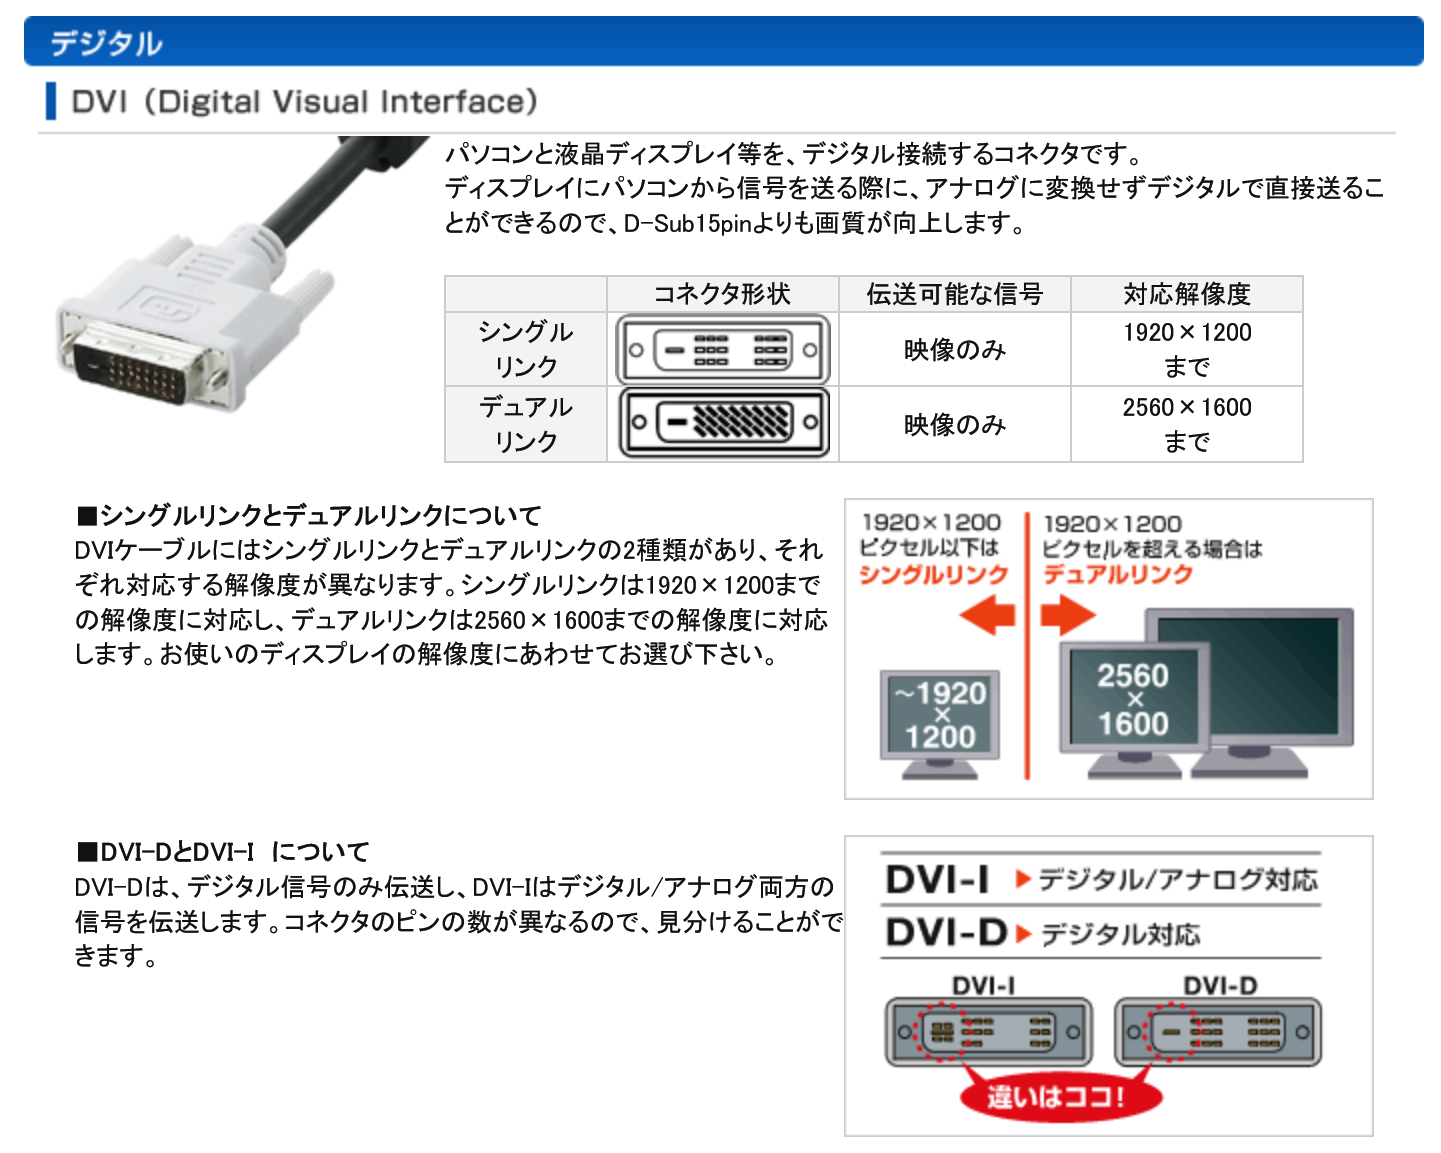 デジタル
DVI（Digital Visual Interface）
パソコンと液晶ディスプレイ等を、デジタル接続するコネクタです。
ディスプレイにパソコンから信号を送る際に、アナログに変換せずデジタルで直接送るこ
とができるので、D-Sub15pinよりも画質が向上します。
コネクタ形状 伝送可能な信号 対応解像度
シングル
リンク
映像のみ
1920×1200
まで
デュアル
リンク
映像のみ
2560×1600
まで
■シングルリンクとデュアルリンクについて
DVIケーブルにはシングルリンクとデュアルリンクの2種類があり、それ
ぞれ対応する解像度が異なります。シングルリンクは1920×1200まで
の解像度に対応し、デュアルリンクは2560×1600までの解像度に対応
します。お使いのディスプレイの解像度にあわせてお選び下さい。
1920×1200
ピクセル以下は
シングルリンク
1920×1200
ピクセルを超える場合は
デュアルリンク
～1920
×
1200
2560
×
1600
■DVI-DとDVI-I　について
DVI-Dは、デジタル信号のみ伝送し、DVI-Iはデジタル/アナログ両方の
信号を伝送します。コネクタのピンの数が異なるので、見分けることがで
きます。
DVI-I ▶ デジタル/アナログ対応
DVI-D ▶ デジタル対応
DVI-I
DVI-D
違いはココ！